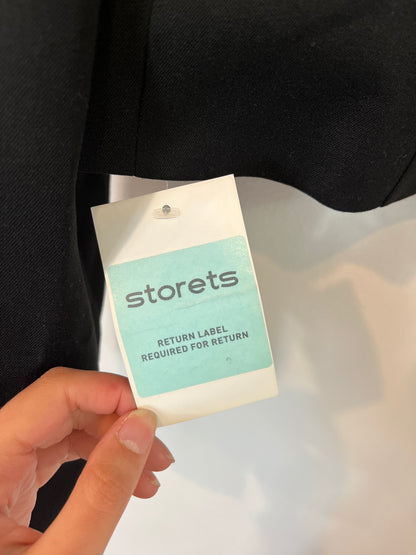 storets
RETURN LABEL
REQUIRED FOR RETURN